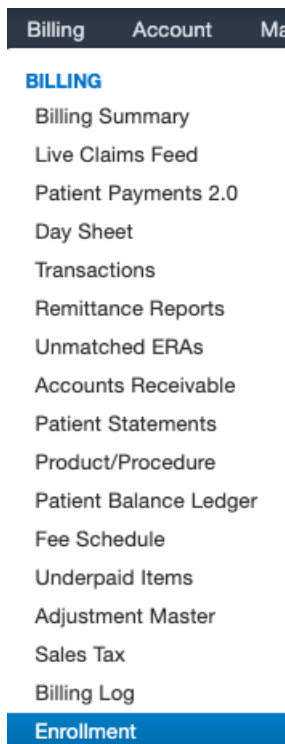 Billing Account Ma
BILLING
Billing Summary
Live Claims Feed
Patient Payments 2.0
Day Sheet
Transactions
Remittance Reports
Unmatched ERAs
Accounts Receivable
Patient Statements
Product/Procedure
Patient Balance Ledger
Fee Schedule
Underpaid Items
Adjustment Master
Sales Tax
Billing Log
Enrollment